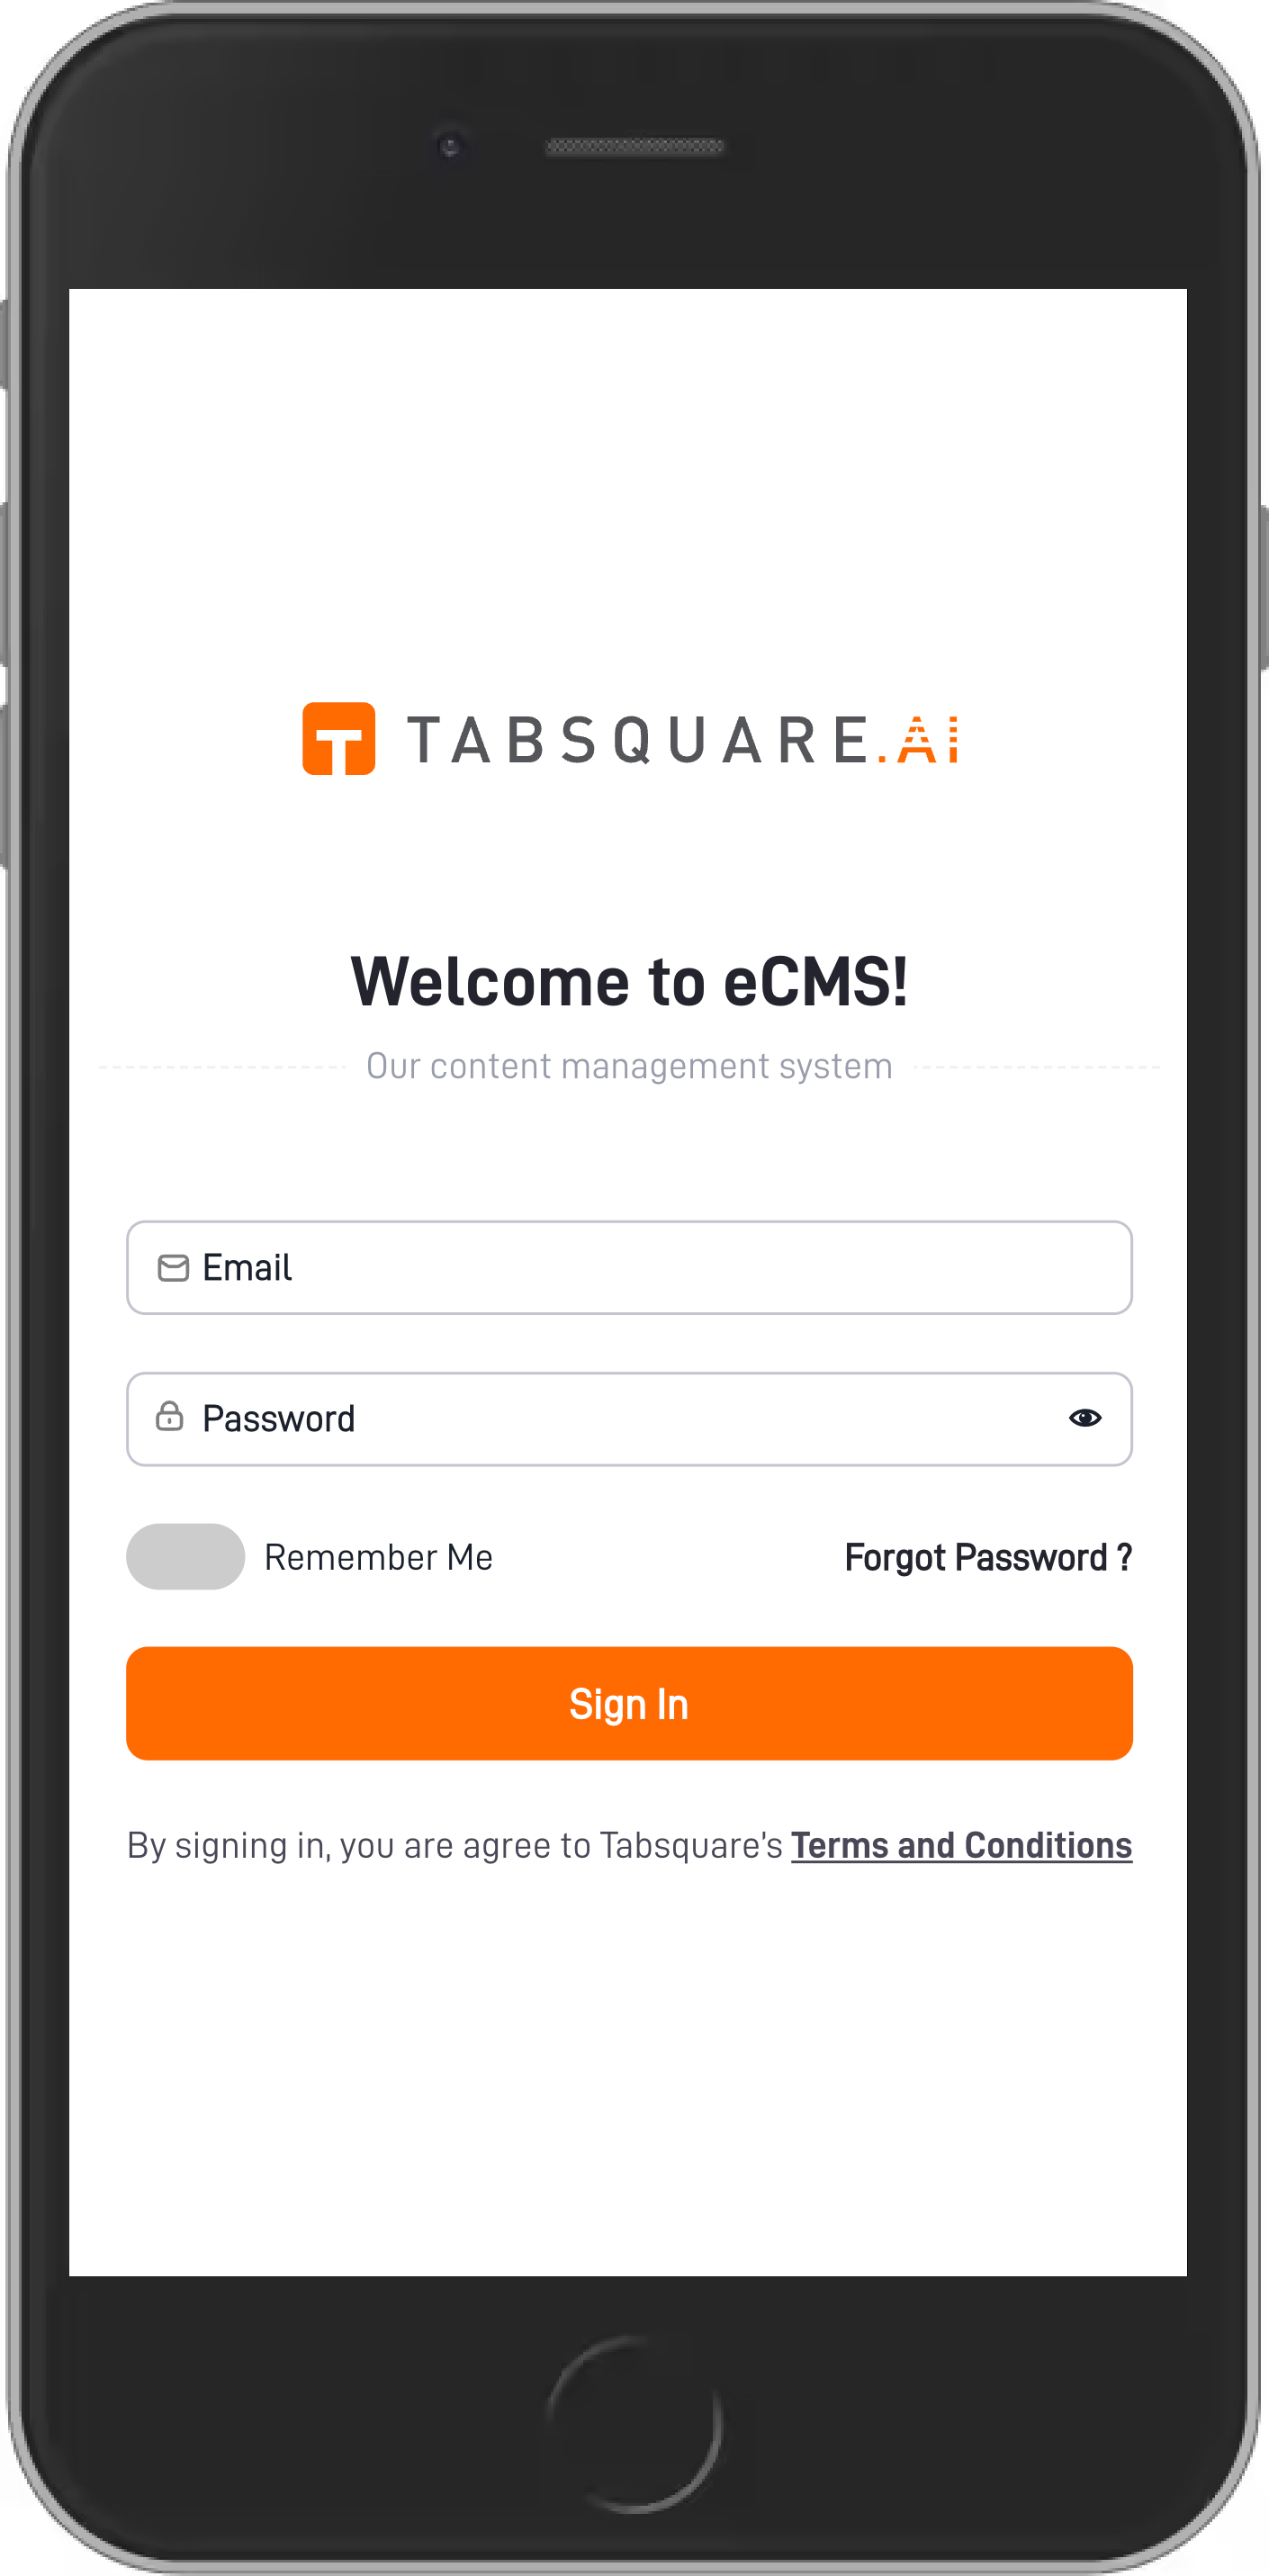 TABSQUARE.AI
Welcome to eCMS!
Our content management system
Email
Password
Remember Me Forgot Password ?
Sign In
By signing in, you are agree to Tabsquare's Terms and Conditions